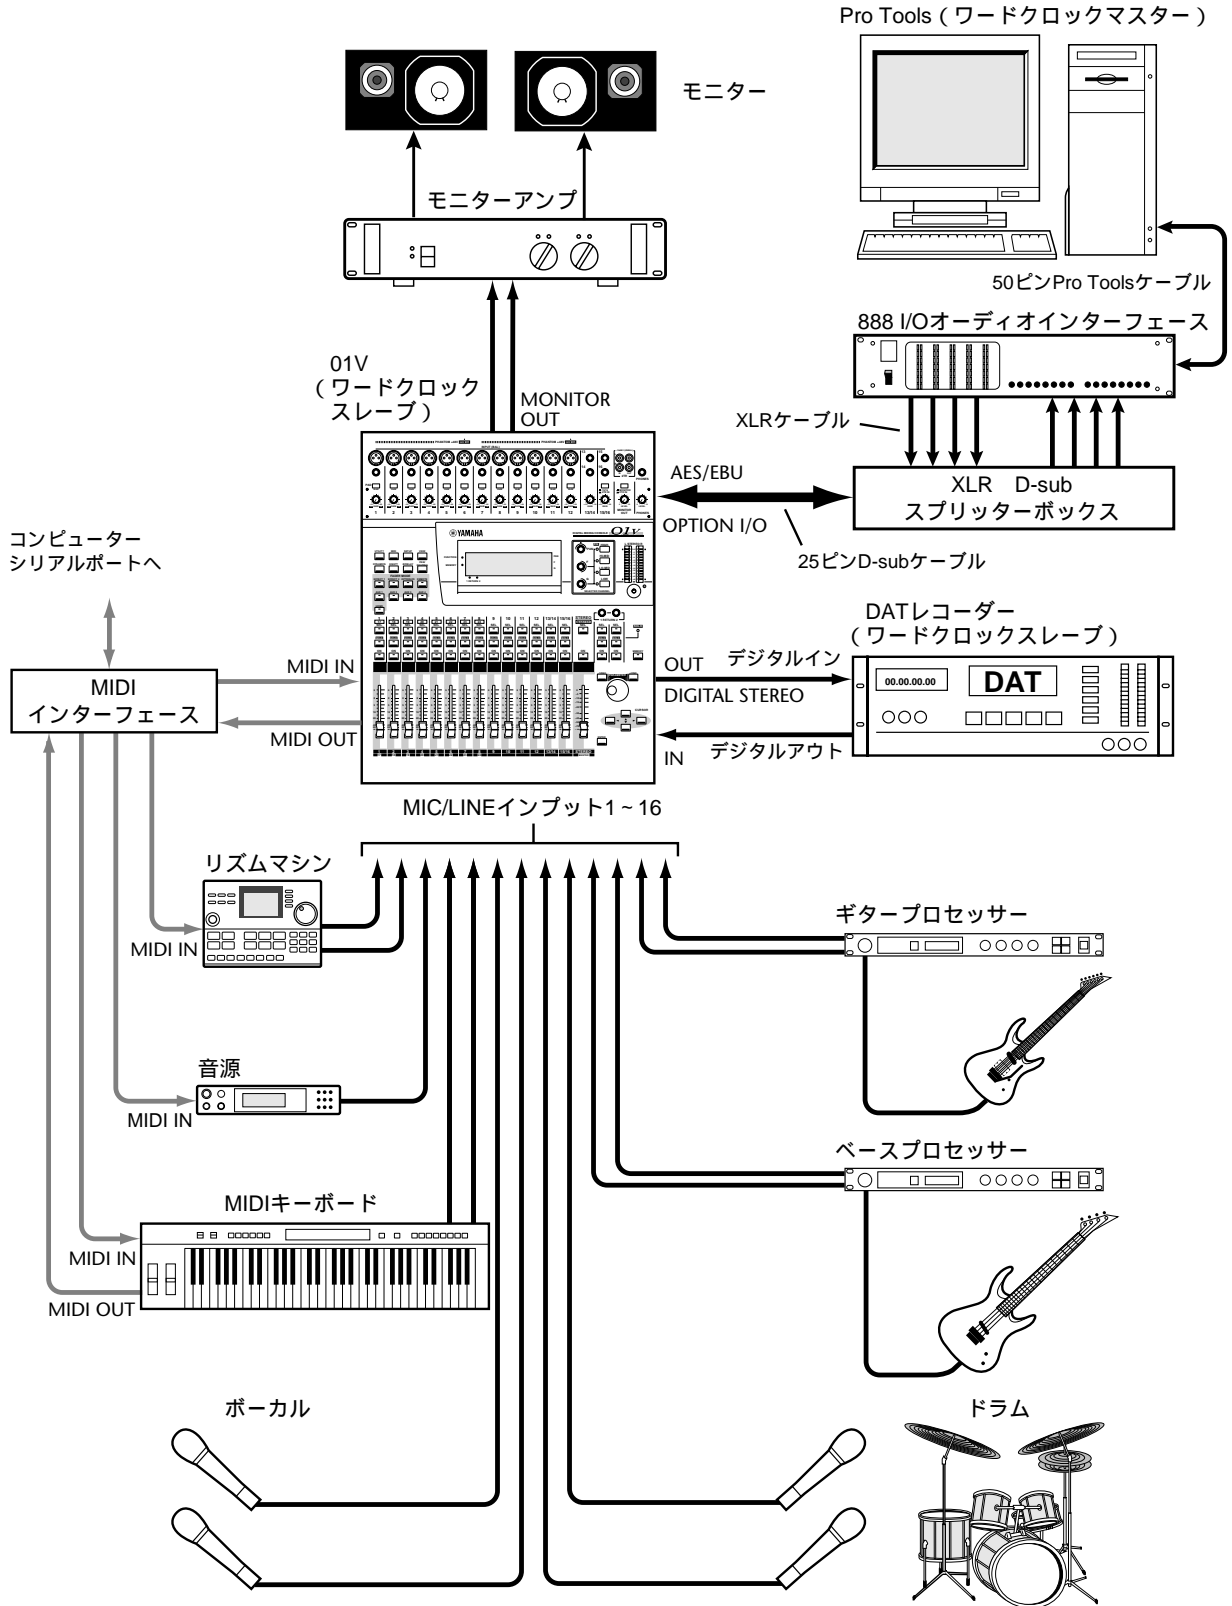 Pro Tools（ワードクロックマスター）
モニター
モニターアンプ
50ピンPro Toolsケーブル
888 I/Oオーディオインターフェース
01V
（ワードクロック
スレーブ）
MONITOR
OUT
XLRケーブル
AES/EBU
OPTION I/O
XLR D-sub
スプリッターボックス
25ピンD-subケーブル
YAMAHA
01V
コンピューター
シリアルポートへ
DATレコーダー
（ワードクロックスレーブ）
MIDI IN
MIDI
インターフェース
MIDI OUT
OUT デジタルイン
DIGITAL STEREO
00.00.00.00
DAT
IN デジタルアウト
MIC/LINEインプット1～16
リズムマシン
MIDI IN
ギタープロセッサー
音源
MIDI IN
ベースプロセッサー
MIDIキーボード
MIDI IN
MIDI OUT
ボーカル
ドラム